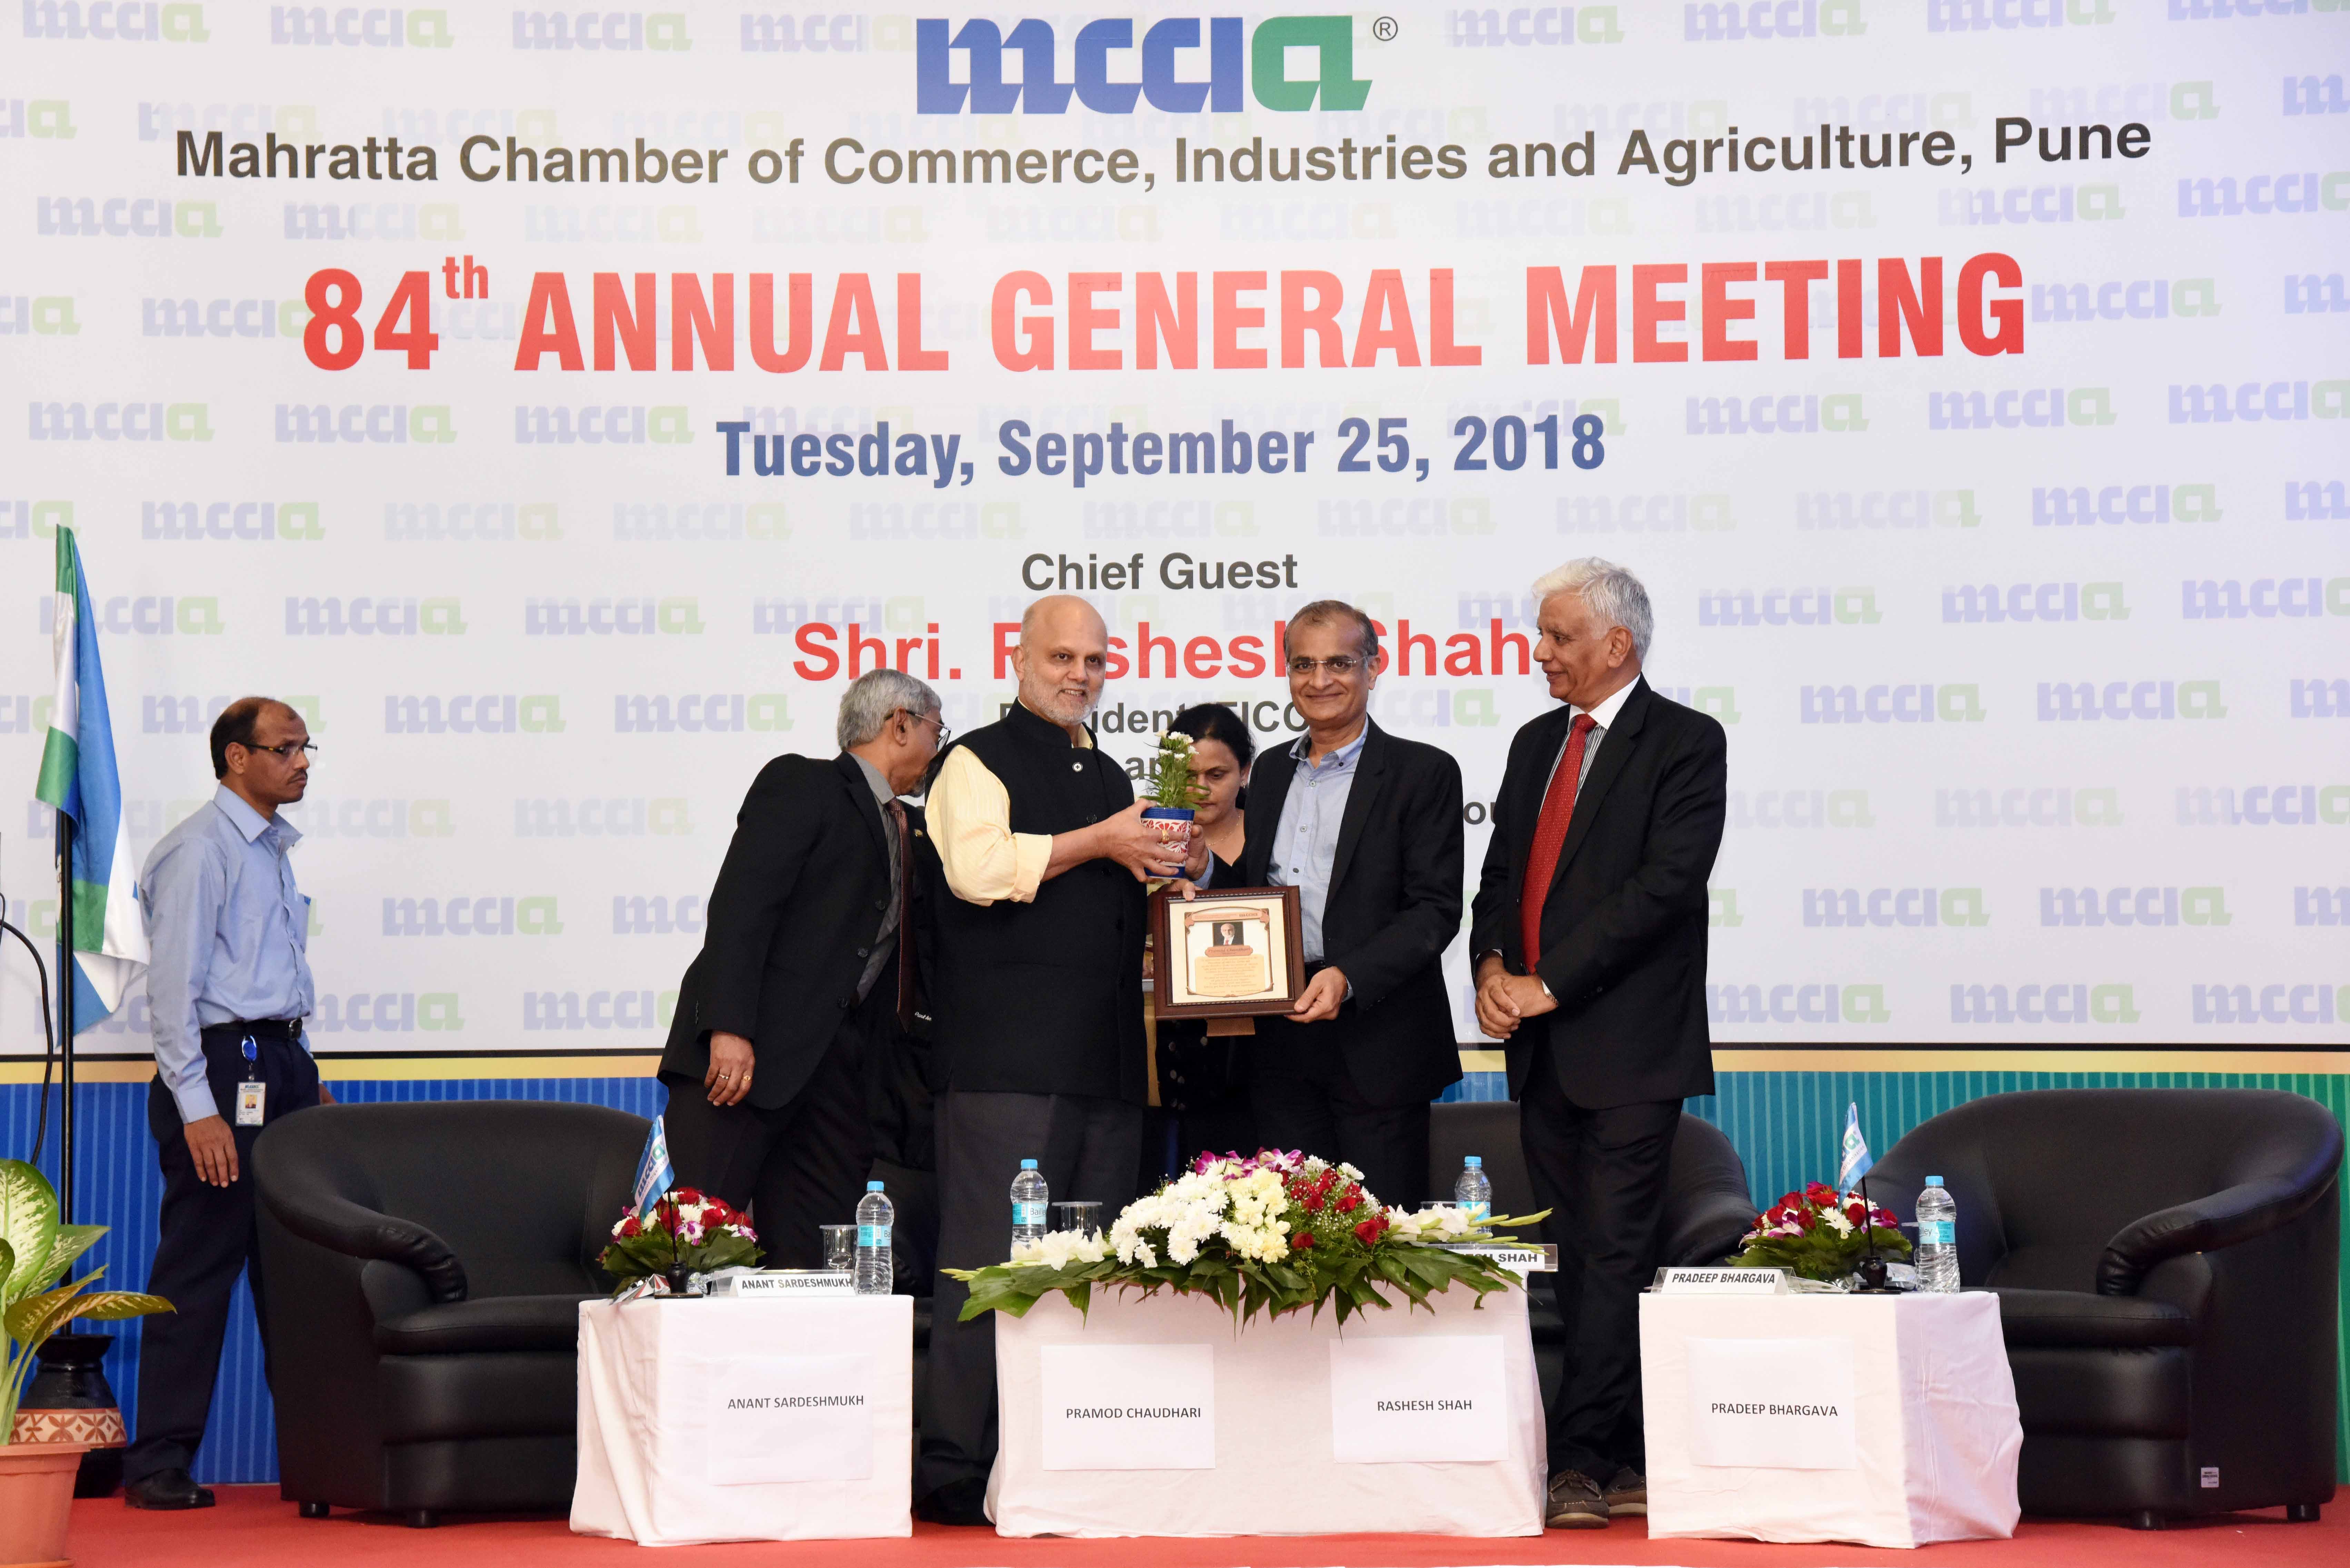 mccia®
Mahratta Chamber of Commerce, Industries and Agriculture, Pune
84th ANNUAL GENERAL MEETING
Tuesday, September 25, 2018
Chief Guest
Shri. Shah
ANANT SARDESHMUKH
SHAH
PRADEEP BHARGAVA
ANANT SARDESHMUKH
PRAMOD CHAUDHARI
RASHESH SHAH
PRADEEP BHARGAVA